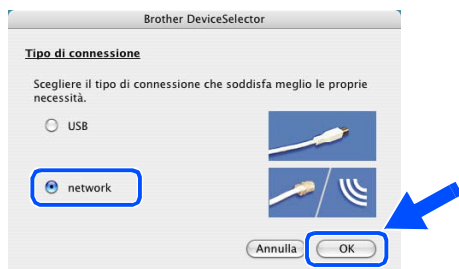 Brother DeviceSelector
Tipo di connessione
Scegliere il tipo di connessione che soddisfa meglio le proprie
necessità.
USB
network
Annulla
OK